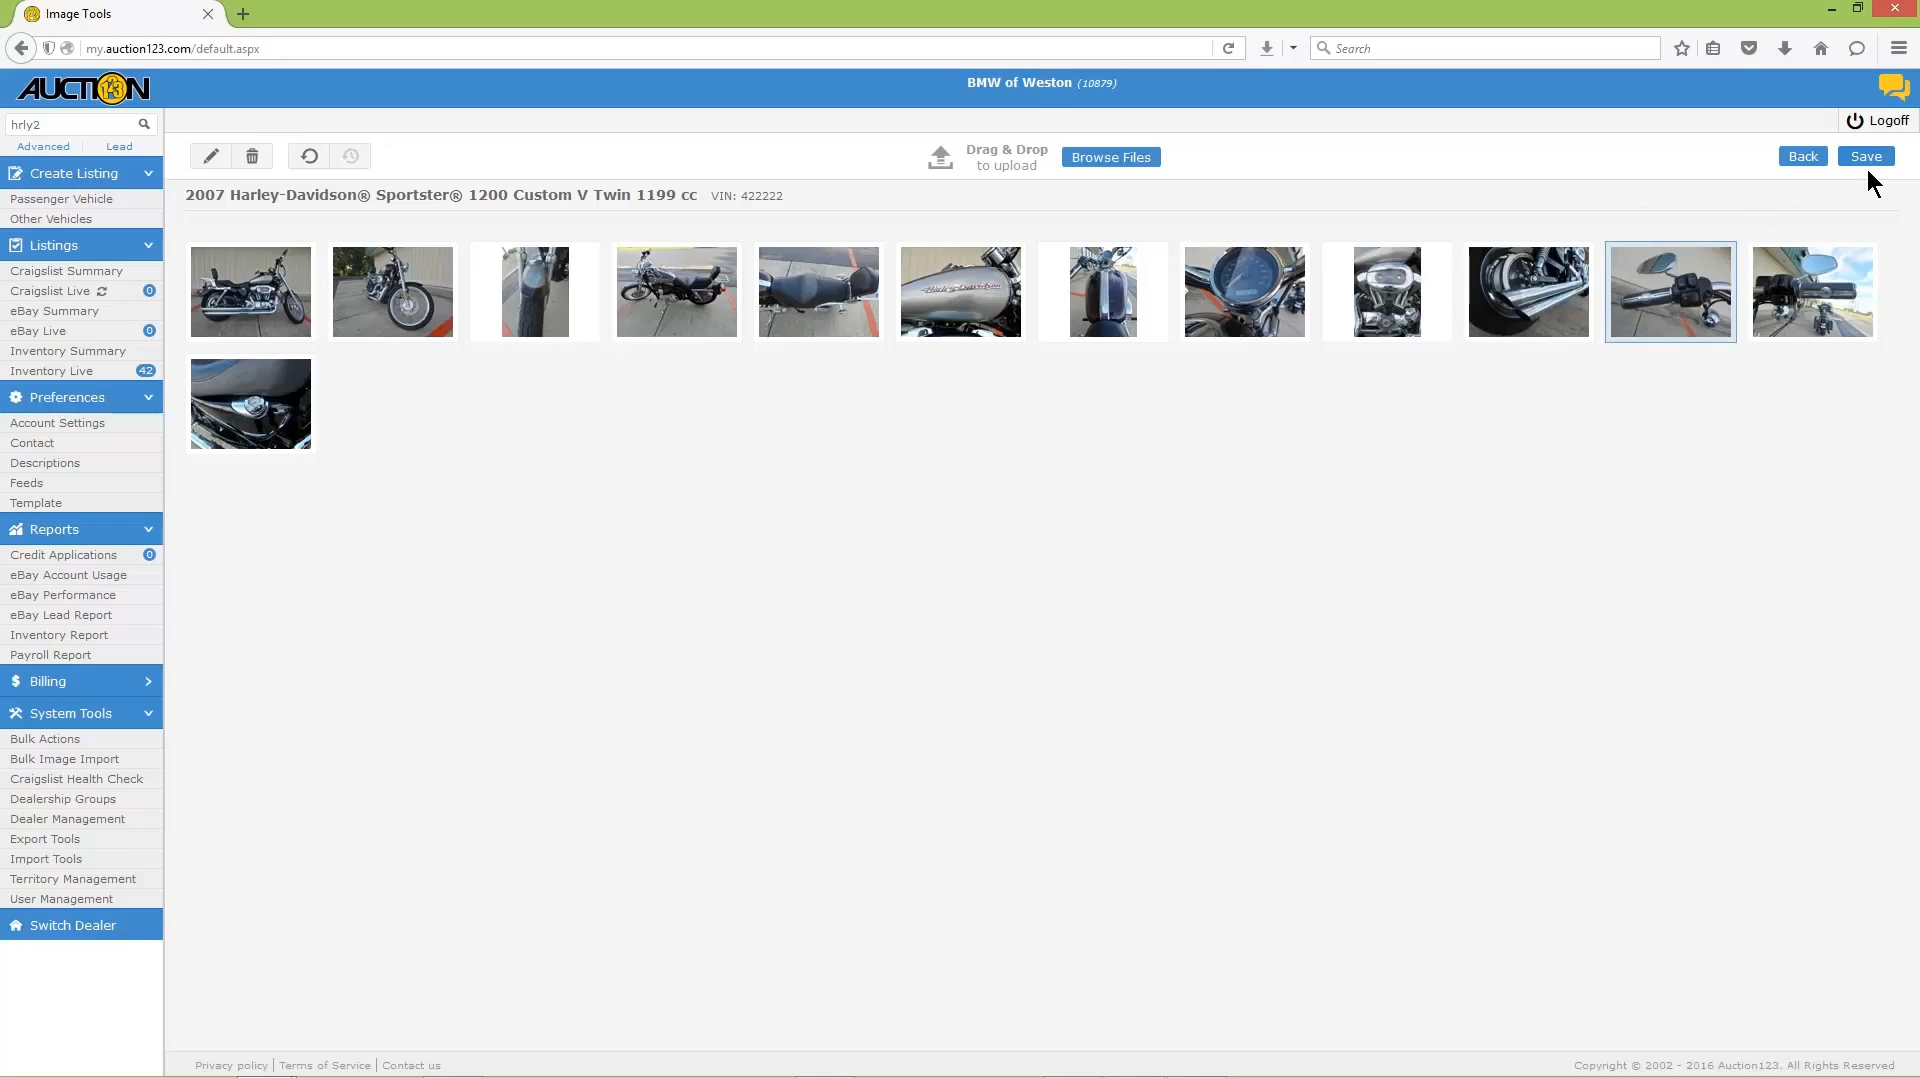 Image Tools
my.auction123.com/default.aspx
Search
AUCTION 123
BMW of Weston (10879)
hrly2
Logoff
Advanced
Lead
Drag & Drop
to upload
Browse Files
Back
Save
2007 Harley-Davidson® Sportster® 1200 Custom V Twin 1199 cc VIN: 422222
Create Listing
Passenger Vehicle
Other Vehicles
Listings
Craigslist Summary
Craigslist Live 0
eBay Summary
eBay Live 0
Inventory Summary
Inventory Live 42
Preferences
Account Settings
Contact
Descriptions
Feeds
Template
Reports
Credit Applications 0
eBay Account Usage
eBay Performance
eBay Lead Report
Inventory Report
Payroll Report
$ Billing
System Tools
Bulk Actions
Bulk Image Import
Craigslist Health Check
Dealership Groups
Dealer Management
Export Tools
Import Tools
Territory Management
User Management
Switch Dealer
Harley-Davidson
Privacy policy | Terms of Service | Contact us
Copyright © 2002 - 2016 Auction123. All Rights Reserved